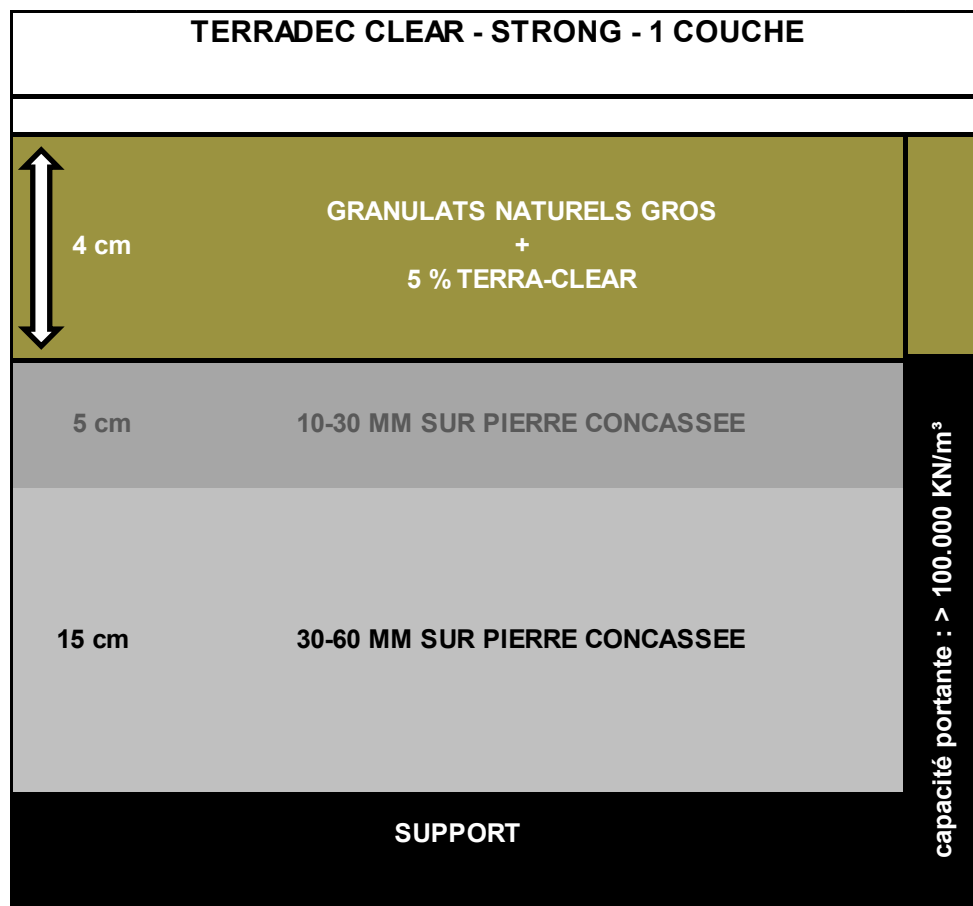 TERRADEC CLEAR - STRONG - 1 COUCHE
4 cm
GRANULATS NATURELS GROS
+
5 % TERRA-CLEAR
5 cm
10-30 MM SUR PIERRE CONCASSEE
15 cm
30-60 MM SUR PIERRE CONCASSEE
SUPPORT
capacité portante : > 100.000 KN/m³